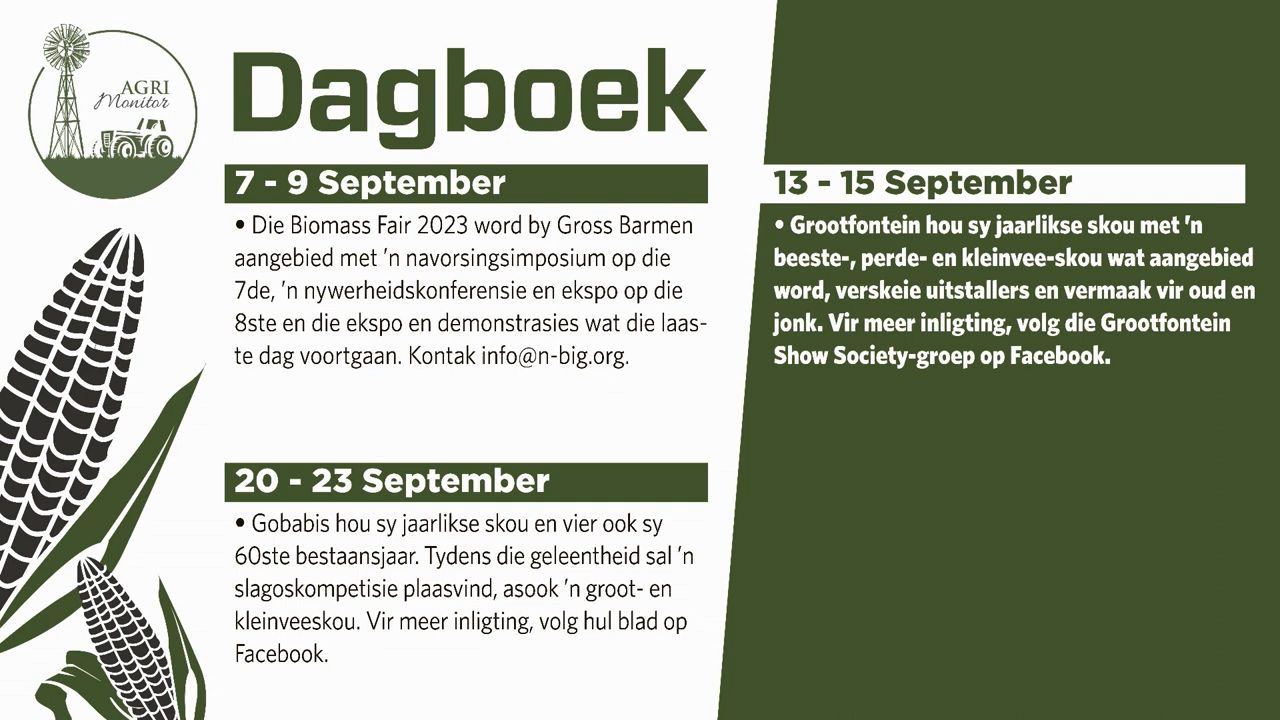 AGRI
Monitor
Dagboek
7 - 9 September
• Die Biomass Fair 2023 word by Gross Barmen
aangebied met 'n navorsingsimposium op die
7de, 'n nywerheidskonferensie en ekspo op die
8ste en die ekspo en demonstrasies wat die laas-
te dag voortgaan. Kontak info@n-big.org.
20 - 23 September
• Gobabis hou sy jaarlikse skou en vier ook sy
60ste bestaansjaar. Tydens die geleentheid sal 'n
slagoskompetisie plaasvind, asook 'n groot- en
kleinveeskou. Vir meer inligting, volg hul blad op
Facebook.
13 - 15 September
• Grootfontein hou sy jaarlikse skou met 'n
beeste-, perde- en kleinvee-skou wat aangebied
word, verskeie uitstallers en vermaak vir oud en
jonk. Vir meer inligting, volg die Grootfontein
Show Society-groep op Facebook.